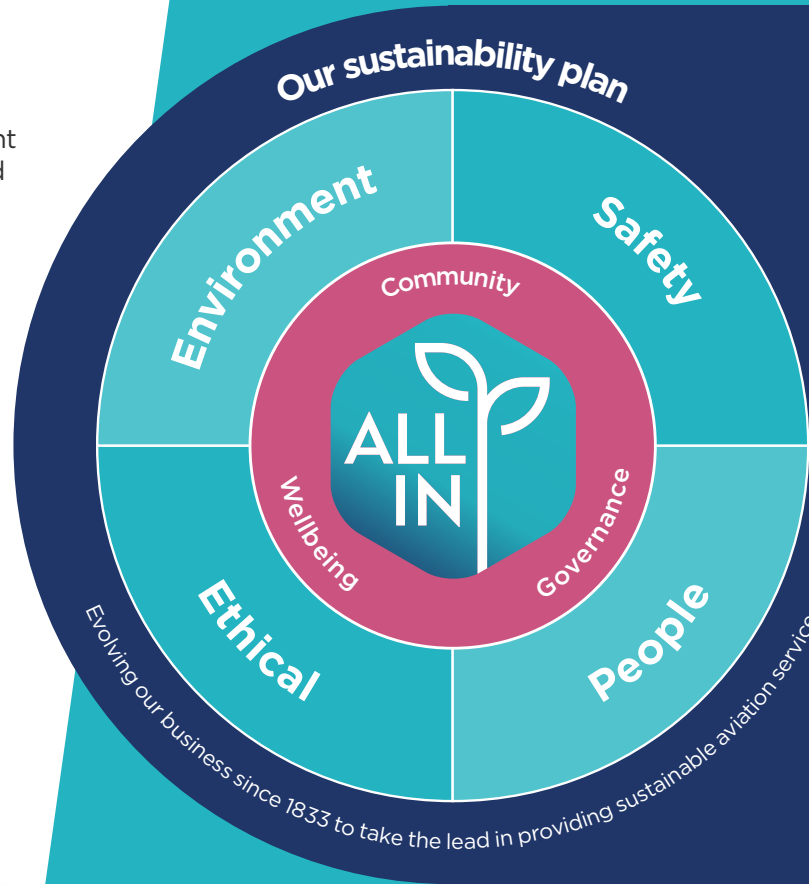 Our sustainability plan
Environment
Safety
Community
ALL
IN
Wellbeing
Governance
Ethical
People
Evolving our business since 1833 to take the lead in providing sustainable aviation service